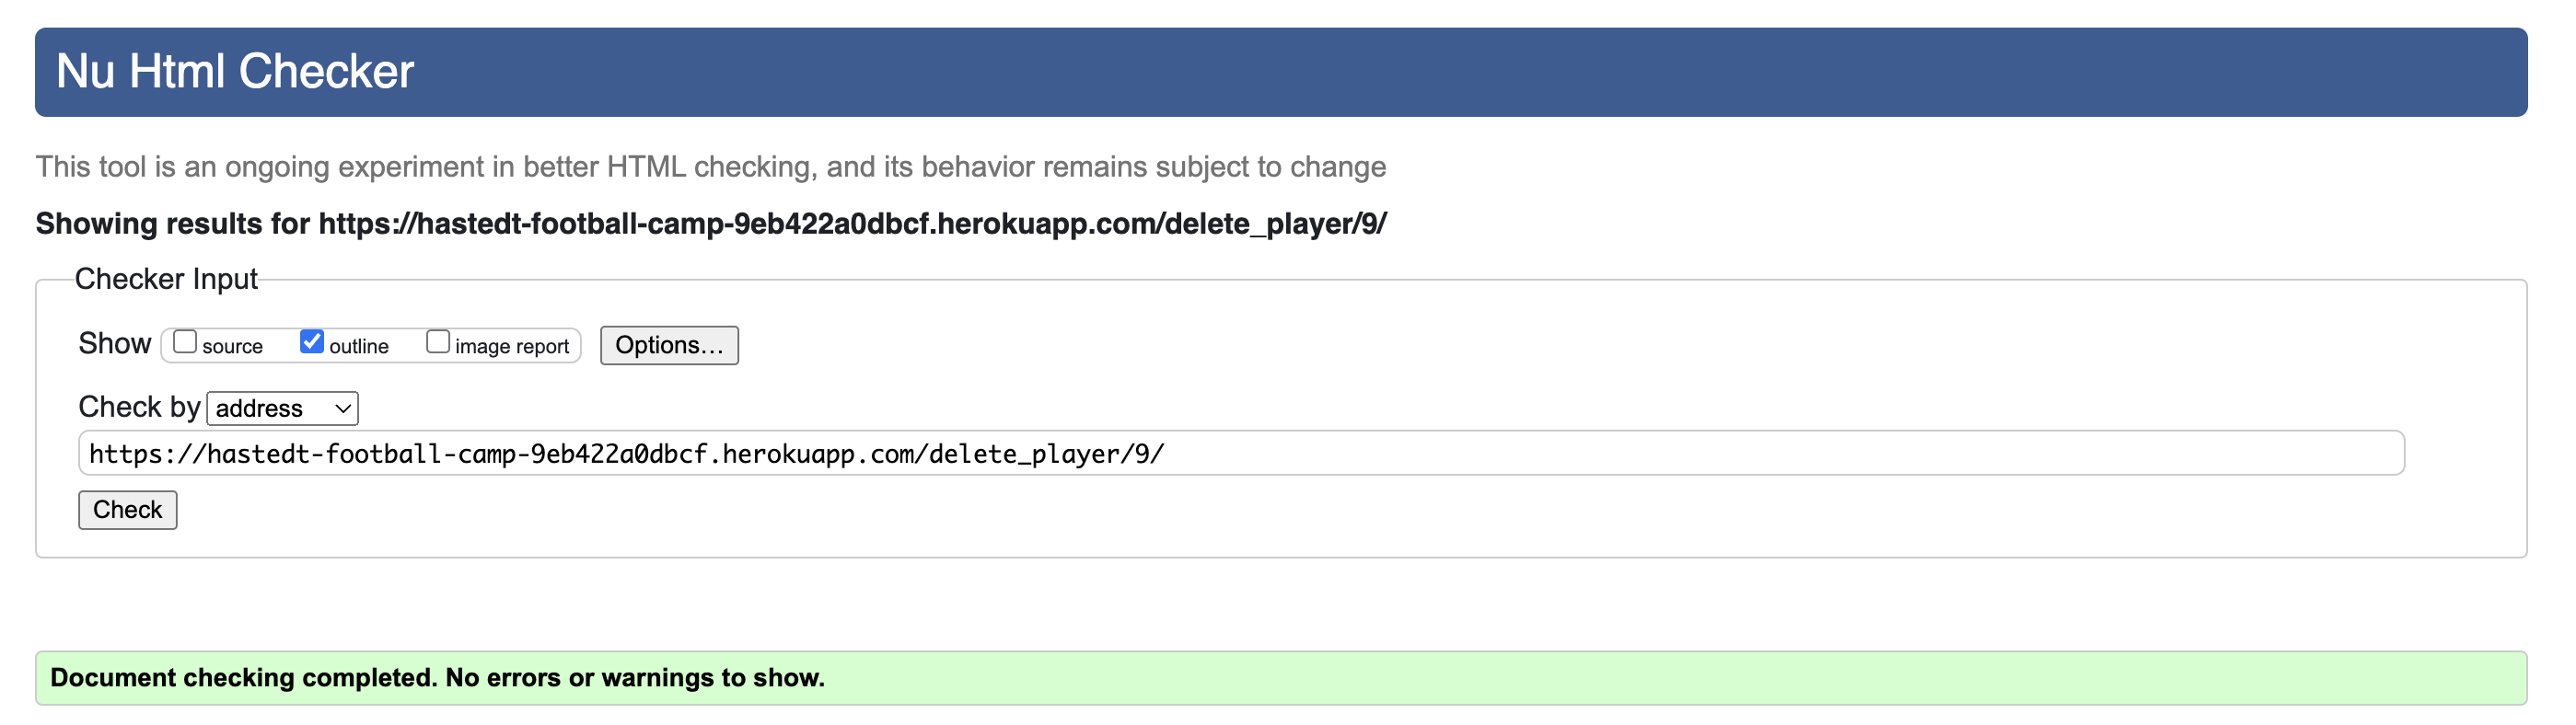 Nu Html Checker
This tool is an ongoing experiment in better HTML checking, and its behavior remains subject to change
Showing results for https://hastedt-football-camp-9eb422a0dbcf.herokuapp.com/delete_player/9/
Checker Input
Show source outline image report Options...
Check by address
https://hastedt-football-camp-9eb422a0dbcf.herokuapp.com/delete_player/9/
Check
Document checking completed. No errors or warnings to show.